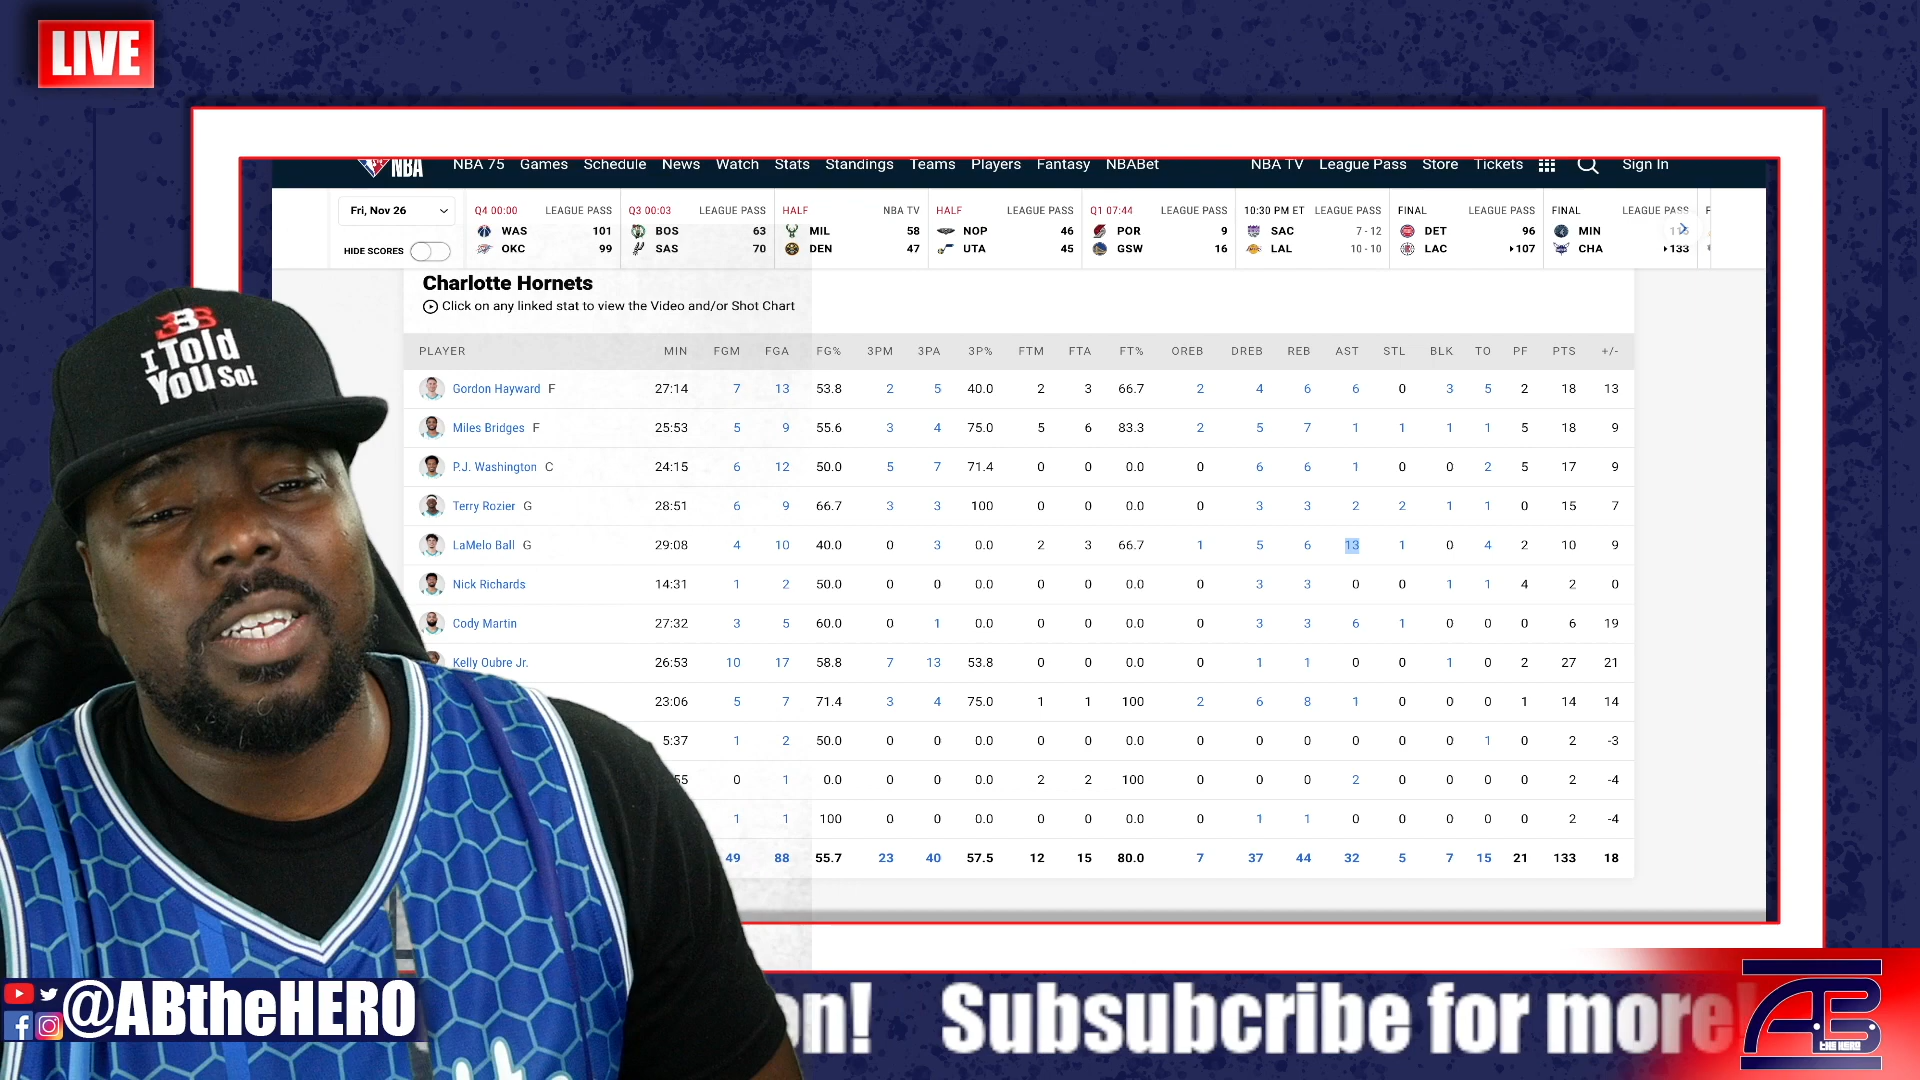 LIVE
NBA NBA 75 Games Schedule News Watch Stats Standings Teams Players Fantasy NBABet NBA TV League Pass Store Tickets Sign In
Fri, Nov 26
HIDE SCORES
Q4 00:00 LEAGUE PASS
WAS 101
OKC 99
Q3 00:03 LEAGUE PASS
BOS 63
SAS 70
HALF NBA TV
MIL 58
DEN 47
HALF LEAGUE PASS
NOP 46
UTA 45
Q1 07:44 LEAGUE PASS
POR 9
GSW 16
10:30 PM ET LEAGUE PASS
SAC 7 - 12
LAL 10 - 10
FINAL LEAGUE PASS
DET 96
LAC 107
FINAL LEAGUE PASS
MIN
CHA 133
Charlotte Hornets
Click on any linked stat to view the Video and/or Shot Chart
PLAYER MIN FGM FGA FG% 3PM 3PA 3P% FTM FTA FT% OREB DREB REB AST STL BLK TO PF PTS +/-
Gordon Hayward F 27:14 7 13 53.8 2 5 40.0 2 3 66.7 2 4 6 6 0 3 5 2 18 13
Miles Bridges F 25:53 5 9 55.6 3 4 75.0 5 6 83.3 2 5 7 1 1 1 1 5 18 9
P.J. Washington C 24:15 6 12 50.0 5 7 71.4 0 0 0.0 0 6 6 1 0 0 2 5 17 9
Terry Rozier G 28:51 6 9 66.7 3 3 100 0 0 0.0 0 3 3 2 2 1 1 0 15 7
LaMelo Ball G 29:08 4 10 40.0 0 3 0.0 2 3 66.7 1 5 6 13 1 0 4 2 10 9
Nick Richards 14:31 1 2 50.0 0 0 0.0 0 0 0.0 0 3 3 0 0 1 1 4 2 0
Cody Martin 27:32 3 5 60.0 0 1 0.0 0 0 0.0 0 3 3 6 1 0 0 0 6 19
Kelly Oubre Jr. 26:53 10 17 58.8 7 13 53.8 0 0 0.0 0 1 1 0 0 1 0 2 27 21
23:06 5 7 71.4 3 4 75.0 1 1 100 2 6 8 1 0 0 0 1 14 14
5:37 1 2 50.0 0 0 0.0 0 0 0.0 0 0 0 0 0 0 1 0 2 -3
55 0 1 0.0 0 0 0.0 2 2 100 0 0 0 2 0 0 0 0 2 -4
1 1 100 0 0 0.0 0 0 0.0 0 1 1 0 0 0 0 0 2 -4
49 88 55.7 23 40 57.5 12 15 80.0 7 37 44 32 5 7 15 21 133 18
BBB
I Told
You So!
@ABtheHERO
on! Subsubcribe for more!
AB
THE HERO